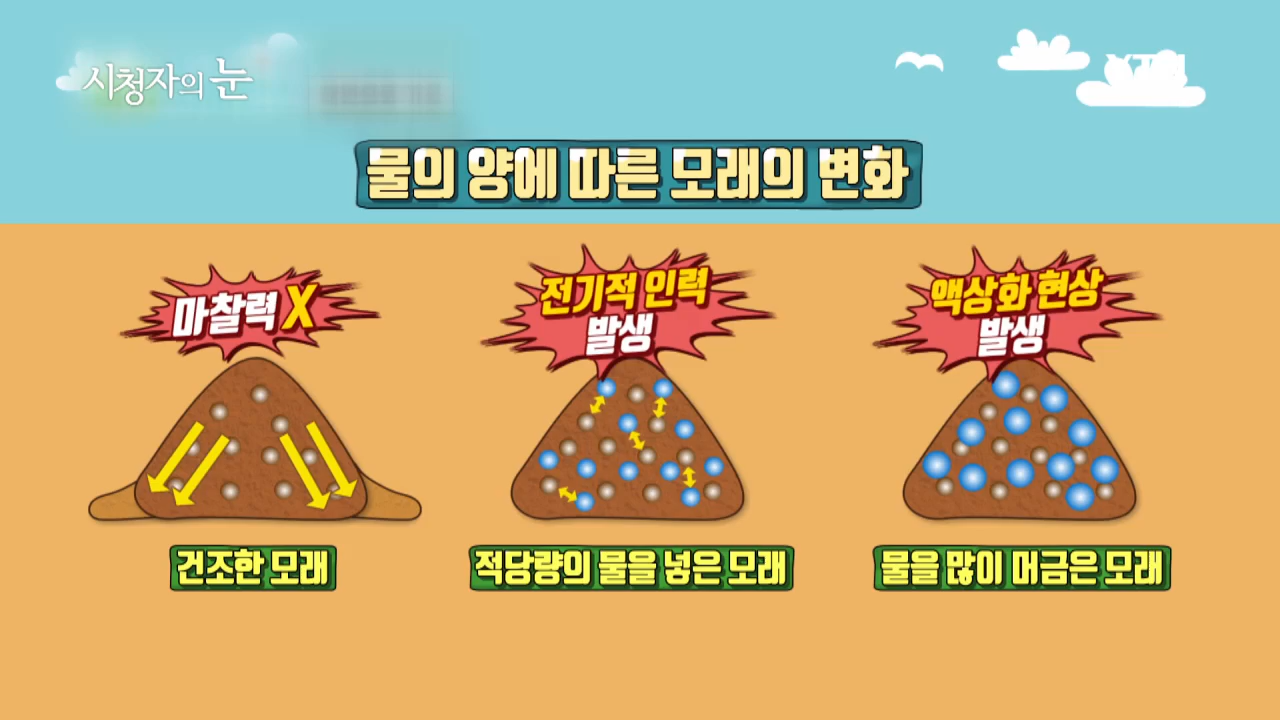 시청자의 눈
YTN
물의 양에 따른 모래의 변화
마찰력 X
전기적 인력
발생
액상화 현상
발생
건조한 모래
적당량의 물을 넣은 모래
물을 많이 머금은 모래